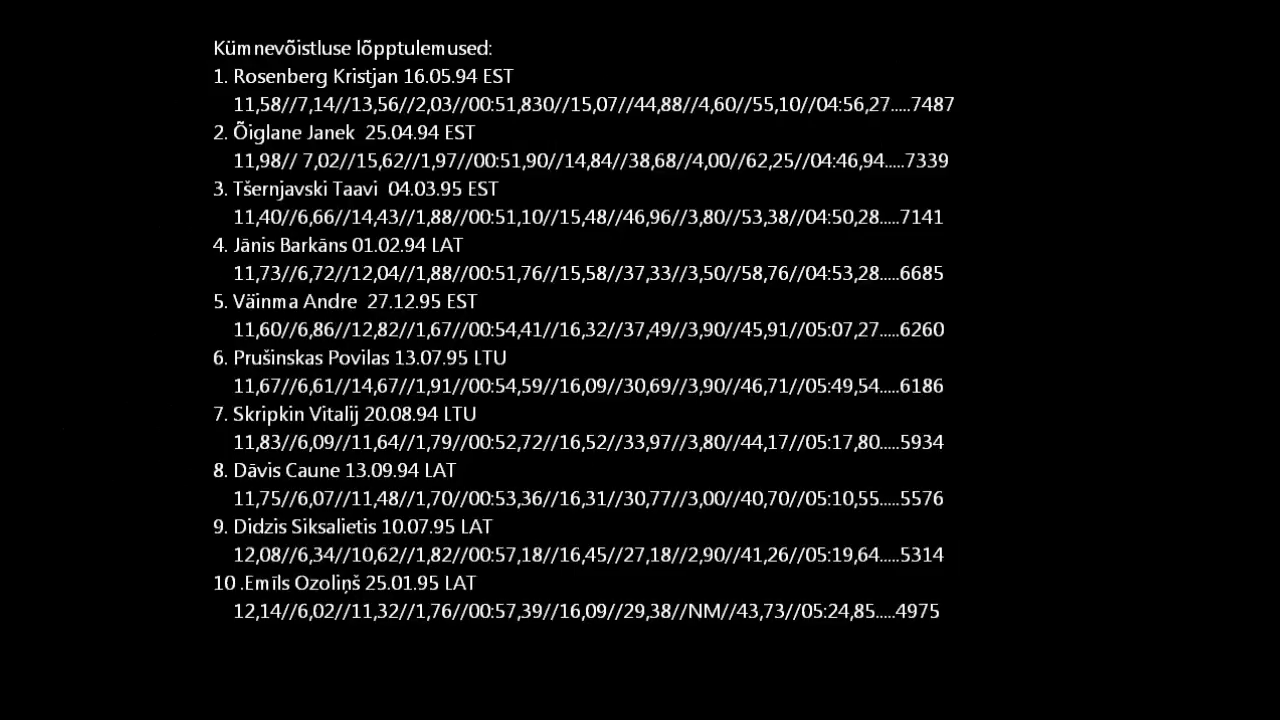 Kümnevõistluse lõpptulemused:
1. Rosenberg Kristjan 16.05.94 EST
11,58//7,14//13,56//2,03//00:51,830//15,07//44,88//4,60//55,10//04:56,27.....7487
2. Õiglane Janek 25.04.94 EST
11,98// 7,02//15,62//1,97//00:51,90//14,84//38,68//4,00//62,25//04:46,94.....7339
3. Tšernjavski Taavi 04.03.95 EST
11,40//6,66//14,43//1,88//00:51,10//15,48//46,96//3,80//53,38//04:50,28.....7141
4. Jānis Barkāns 01.02.94 LAT
11,73//6,72//12,04//1,88//00:51,76//15,58//37,33//3,50//58,76//04:53,28.....6685
5. Väinma Andre 27.12.95 EST
11,60//6,86//12,82//1,67//00:54,41//16,32//37,49//3,90//45,91//05:07,27.....6260
6. Prušinskas Povilas 13.07.95 LTU
11,67//6,61//14,67//1,91//00:54,59//16,09//30,69//3,90//46,71//05:49,54.....6186
7. Skripkin Vitalij 20.08.94 LTU
11,83//6,09//11,64//1,79//00:52,72//16,52//33,97//3,80//44,17//05:17,80.....5934
8. Dāvis Caune 13.09.94 LAT
11,75//6,07//11,48//1,70//00:53,36//16,31//30,77//3,00//40,70//05:10,55.....5576
9. Didzis Siksalietis 10.07.95 LAT
12,08//6,34//10,62//1,82//00:57,18//16,45//27,18//2,90//41,26//05:19,64.....5314
10 .Emīls Ozoliņš 25.01.95 LAT
12,14//6,02//11,32//1,76//00:57,39//16,09//29,38//NM//43,73//05:24,85.....4975